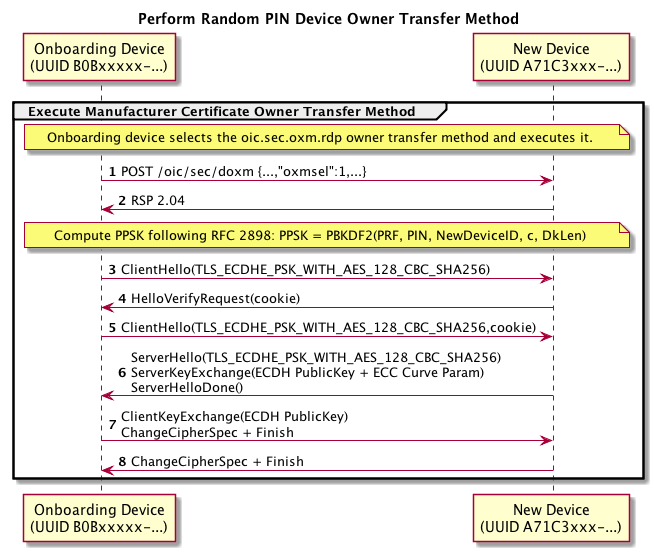 Perform Random PIN Device Owner Transfer Method
Onboarding Device
(UUID B0Bxxxxx-...)
New Device
(UUID A71C3xxx-...)
Execute Manufacturer Certificate Owner Transfer Method
Onboarding device selects the oic.sec.oxm.rdp owner transfer method and executes it.
1 POST /oic/sec/doxm {...,"oxmsel":1,...}
2 RSP 2.04
Compute PPSK following RFC 2898: PPSK = PBKDF2(PRF, PIN, NewDeviceID, c, DkLen)
3 ClientHello(TLS_ECDHE_PSK_WITH_AES_128_CBC_SHA256)
4 HelloVerifyRequest(cookie)
5 ClientHello(TLS_ECDHE_PSK_WITH_AES_128_CBC_SHA256,cookie)
ServerHello(TLS_ECDHE_PSK_WITH_AES_128_CBC_SHA256)
6 ServerKeyExchange(ECDH PublicKey + ECC Curve Param)
ServerHelloDone()
7 ClientKeyExchange(ECDH PublicKey)
ChangeCipherSpec + Finish
8 ChangeCipherSpec + Finish
Onboarding Device
(UUID B0Bxxxxx-...)
New Device
(UUID A71C3xxx-...)